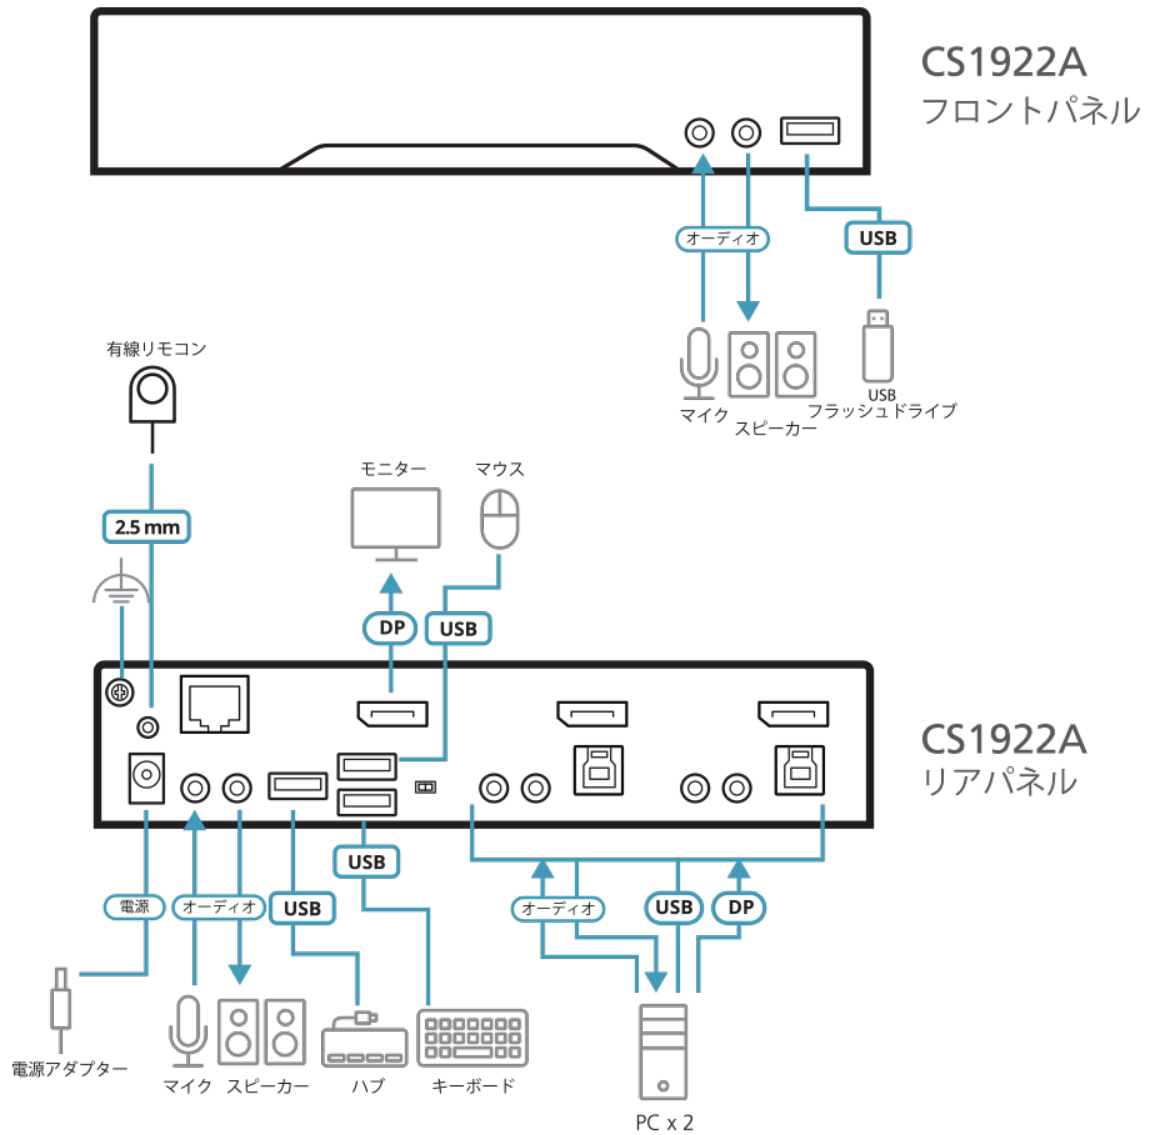 CS1922A
フロントパネル
オーディオ
USB
マイク
スピーカー
USB
フラッシュドライブ
有線リモコン
2.5 mm
モニター
マウス
DP
USB
CS1922A
リアパネル
電源
オーディオ
USB
USB
オーディオ
USB
DP
電源アダプター
マイク
スピーカー
ハブ
キーボード
PC x 2